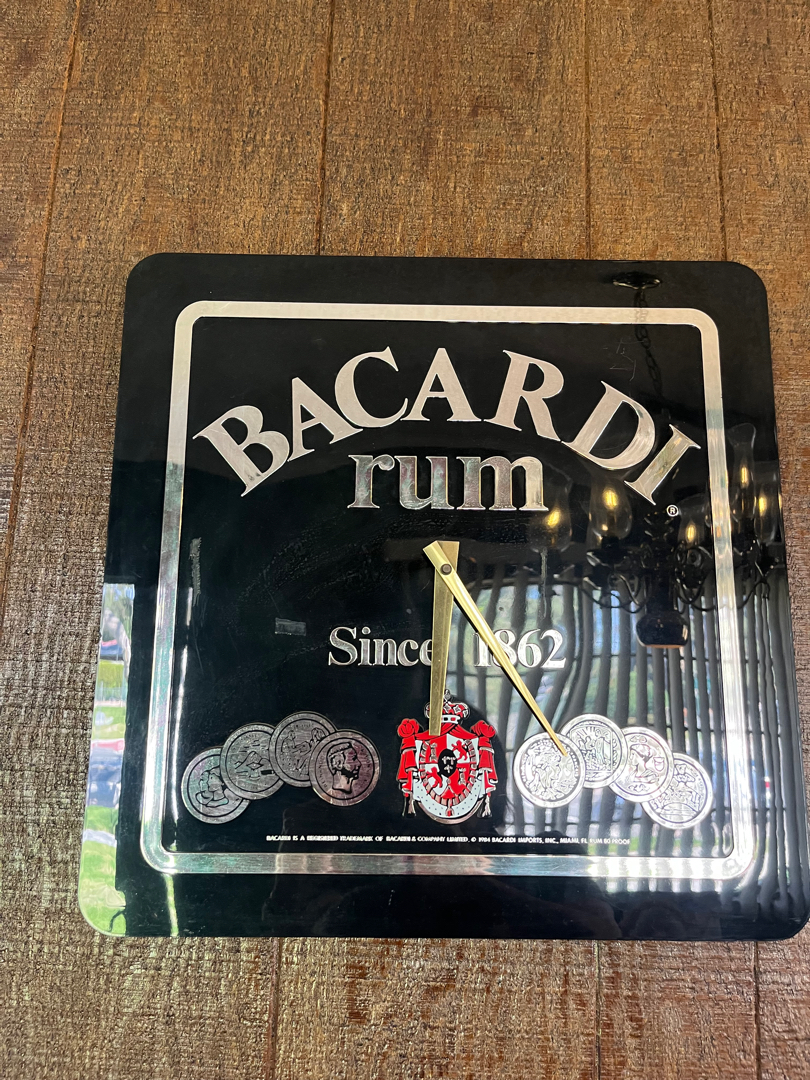 BACARDI
rum ®
Since 1862
BACARDI IS A REGISTERED TRADEMARK OF BACARDI & COMPANY LIMITED. © 1984 BACARDI IMPORTS, INC., MIAMI, FL. RUM 80 PROOF